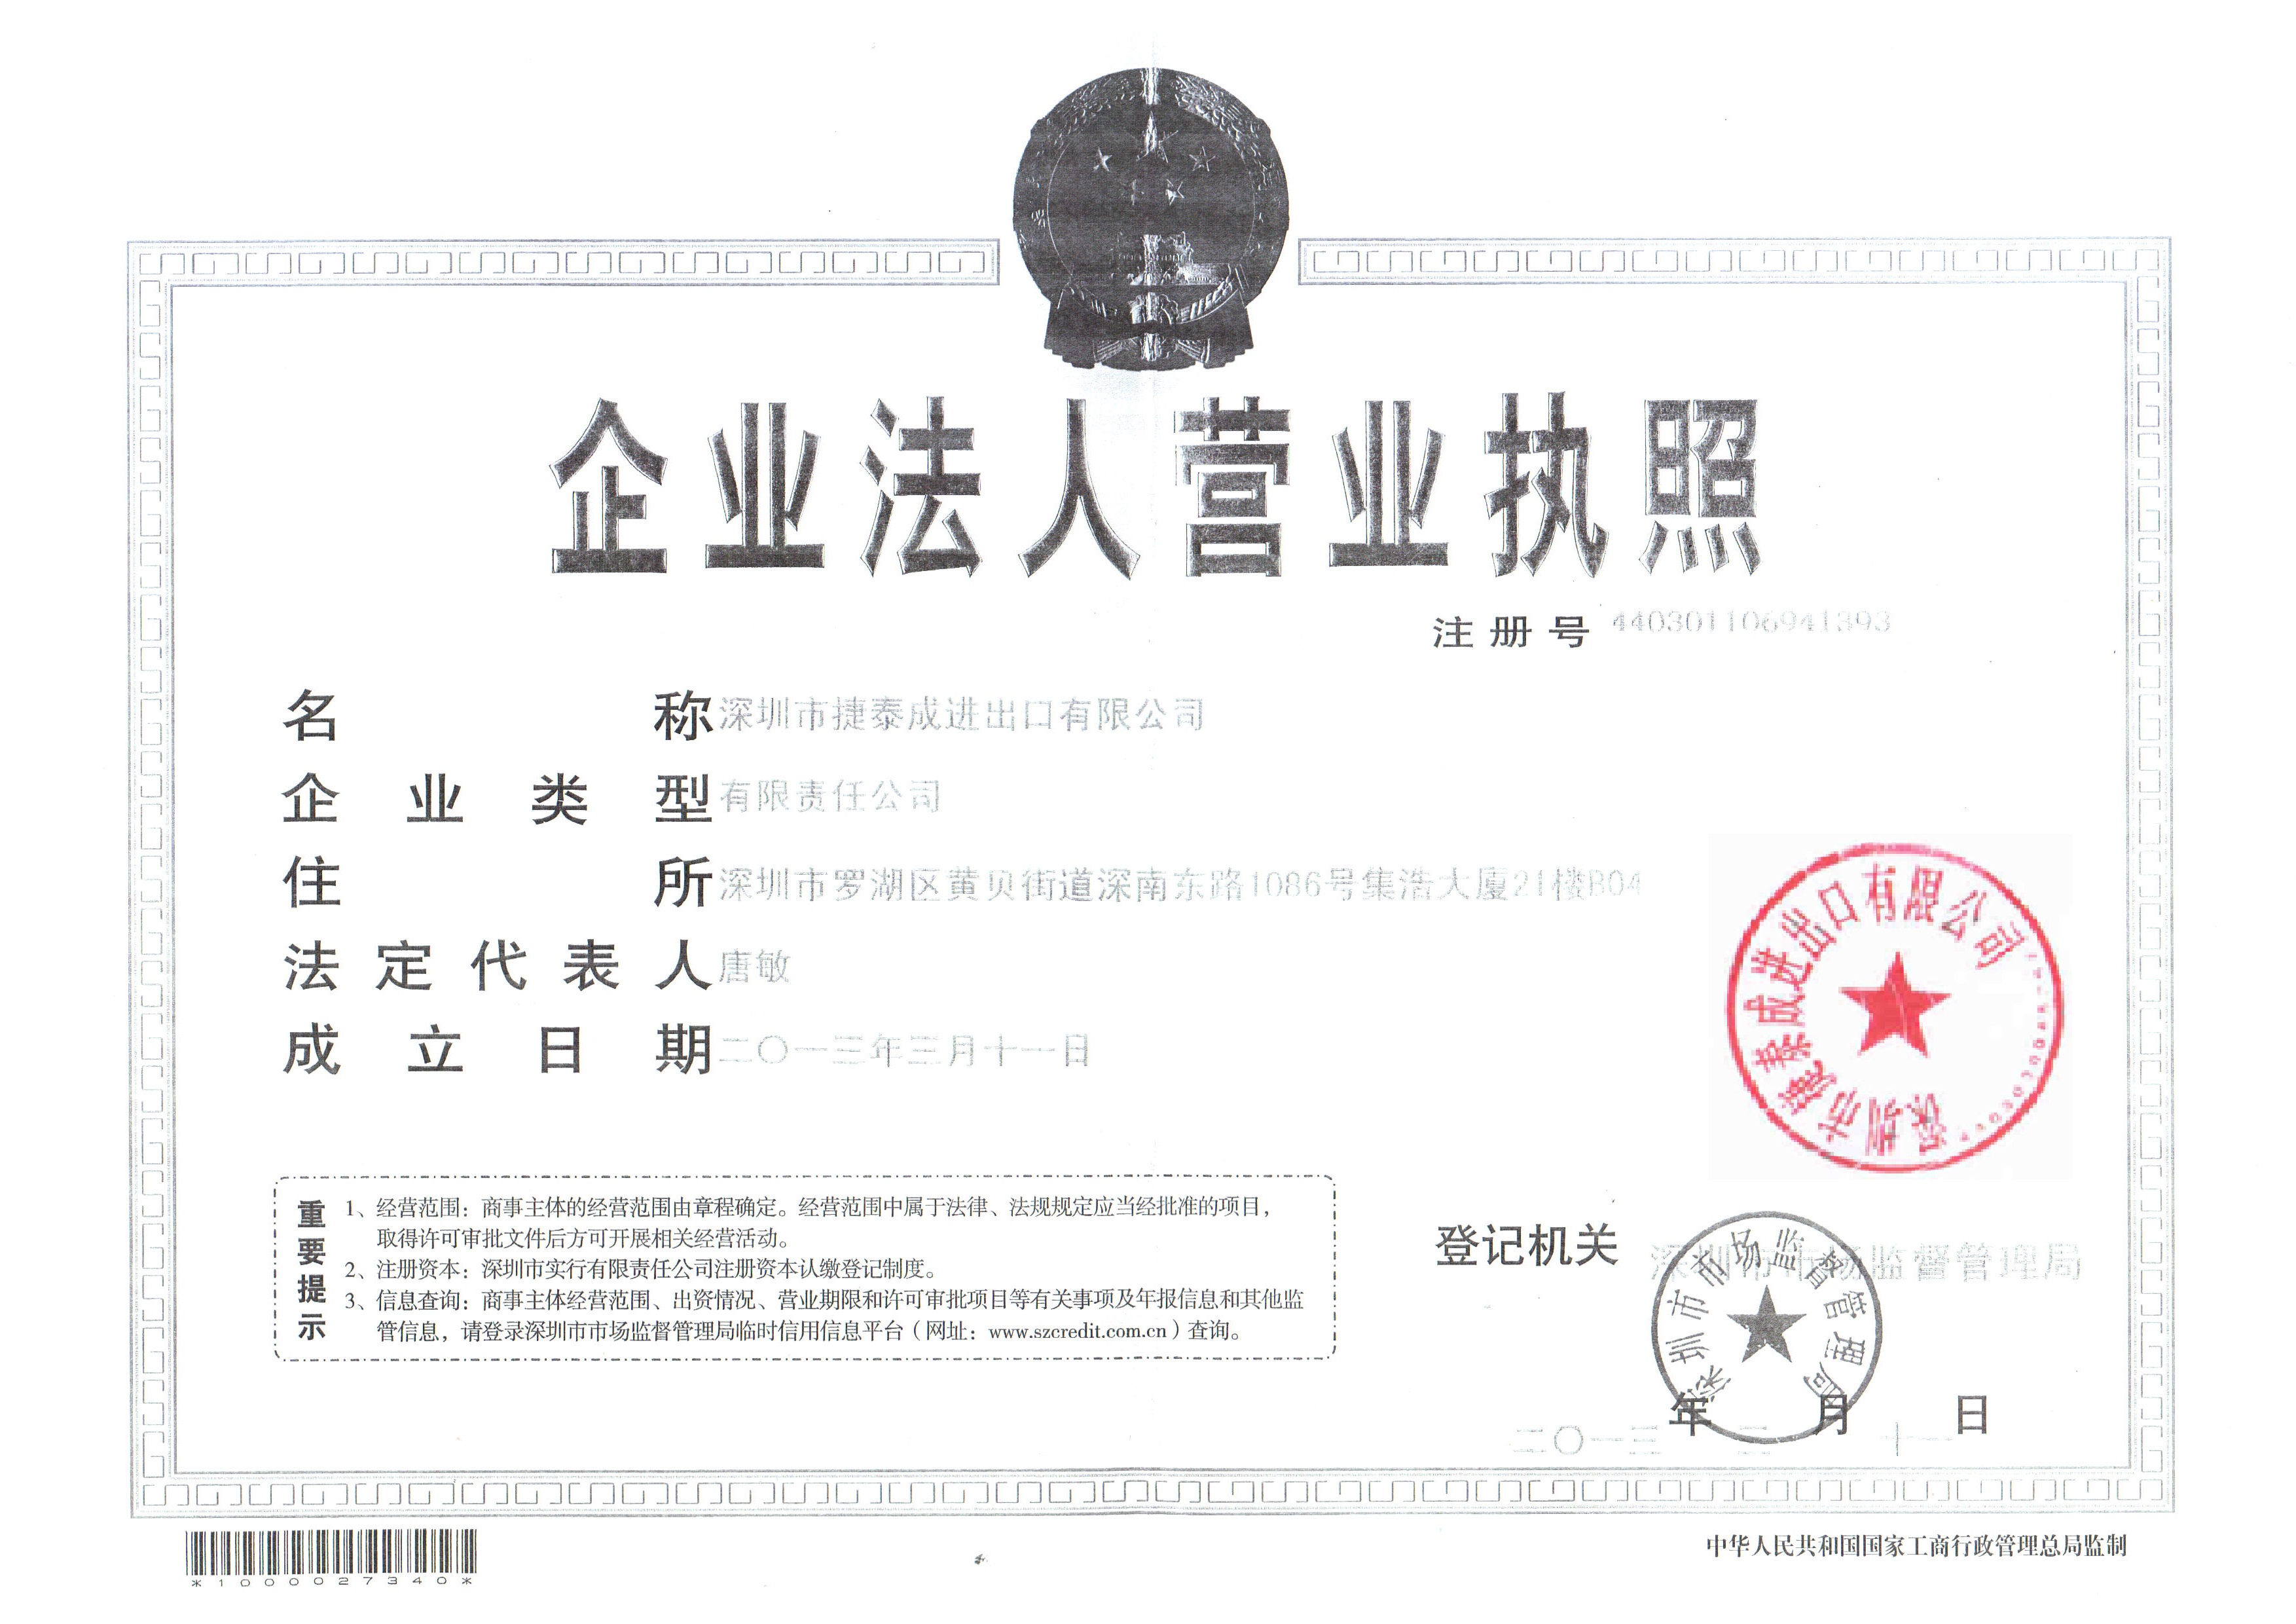 企业法人营业执照
注册号 440301106941393
名称 深圳市捷泰成进出口有限公司
企业类型 有限责任公司
住所 深圳市罗湖区黄贝街道深南东路1086号集浩大厦21楼B04
法定代表人 唐敏
成立日期 二〇一三年三月十一日
深圳市捷泰成进出口有限公司
重要提示
1、经营范围：商事主体的经营范围由章程确定。经营范围中属于法律、法规规定应当经批准的项目，
取得许可审批文件后方可开展相关经营活动。
2、注册资本：深圳市实行有限责任公司注册资本认缴登记制度。
3、信息查询：商事主体经营范围、出资情况、营业期限和许可审批项目等有关事项及年报信息和其他监
管信息，请登录深圳市市场监督管理局临时信用信息平台（网址：www.szcredit.com.cn）查询。
登记机关 深圳市市场监督管理局
深圳市市场监督管理局
年 月 日
二〇一三 三 十一
*1000027340*
中华人民共和国国家工商行政管理总局监制